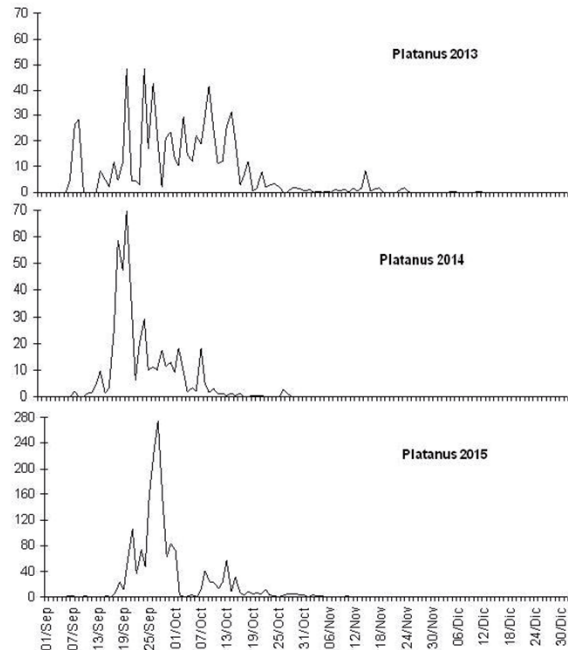 70
60
50
40
30
20
10
0
Platanus 2013
70
60
50
40
30
20
10
0
Platanus 2014
280
240
200
160
120
80
40
0
Platanus 2015
01/Sep
07/Sep
13/Sep
19/Sep
25/Sep
01/Oct
07/Oct
13/Oct
19/Oct
25/Oct
31/Oct
06/Nov
12/Nov
18/Nov
24/Nov
30/Nov
06/Dic
12/Dic
18/Dic
24/Dic
30/Dic